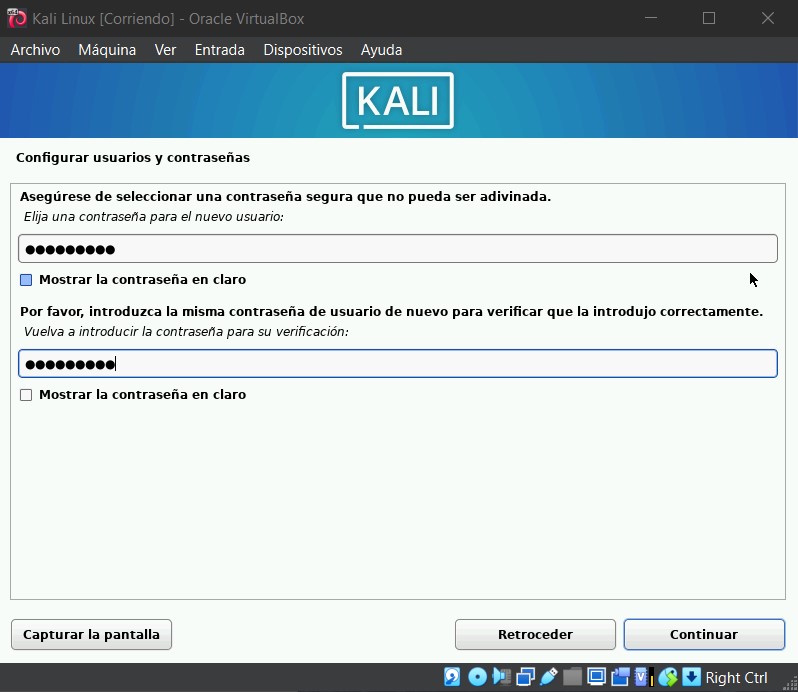 Kali Linux [Corriendo] - Oracle VirtualBox
Archivo Máquina Ver Entrada Dispositivos Ayuda
KALI
Configurar usuarios y contraseñas
Asegúrese de seleccionar una contraseña segura que no pueda ser adivinada.
Elija una contraseña para el nuevo usuario:
●●●●●●●●●
Mostrar la contraseña en claro
Por favor, introduzca la misma contraseña de usuario de nuevo para verificar que la introdujo correctamente.
Vuelva a introducir la contraseña para su verificación:
●●●●●●●●●
Mostrar la contraseña en claro
Capturar la pantalla Retroceder Continuar
Right Ctrl